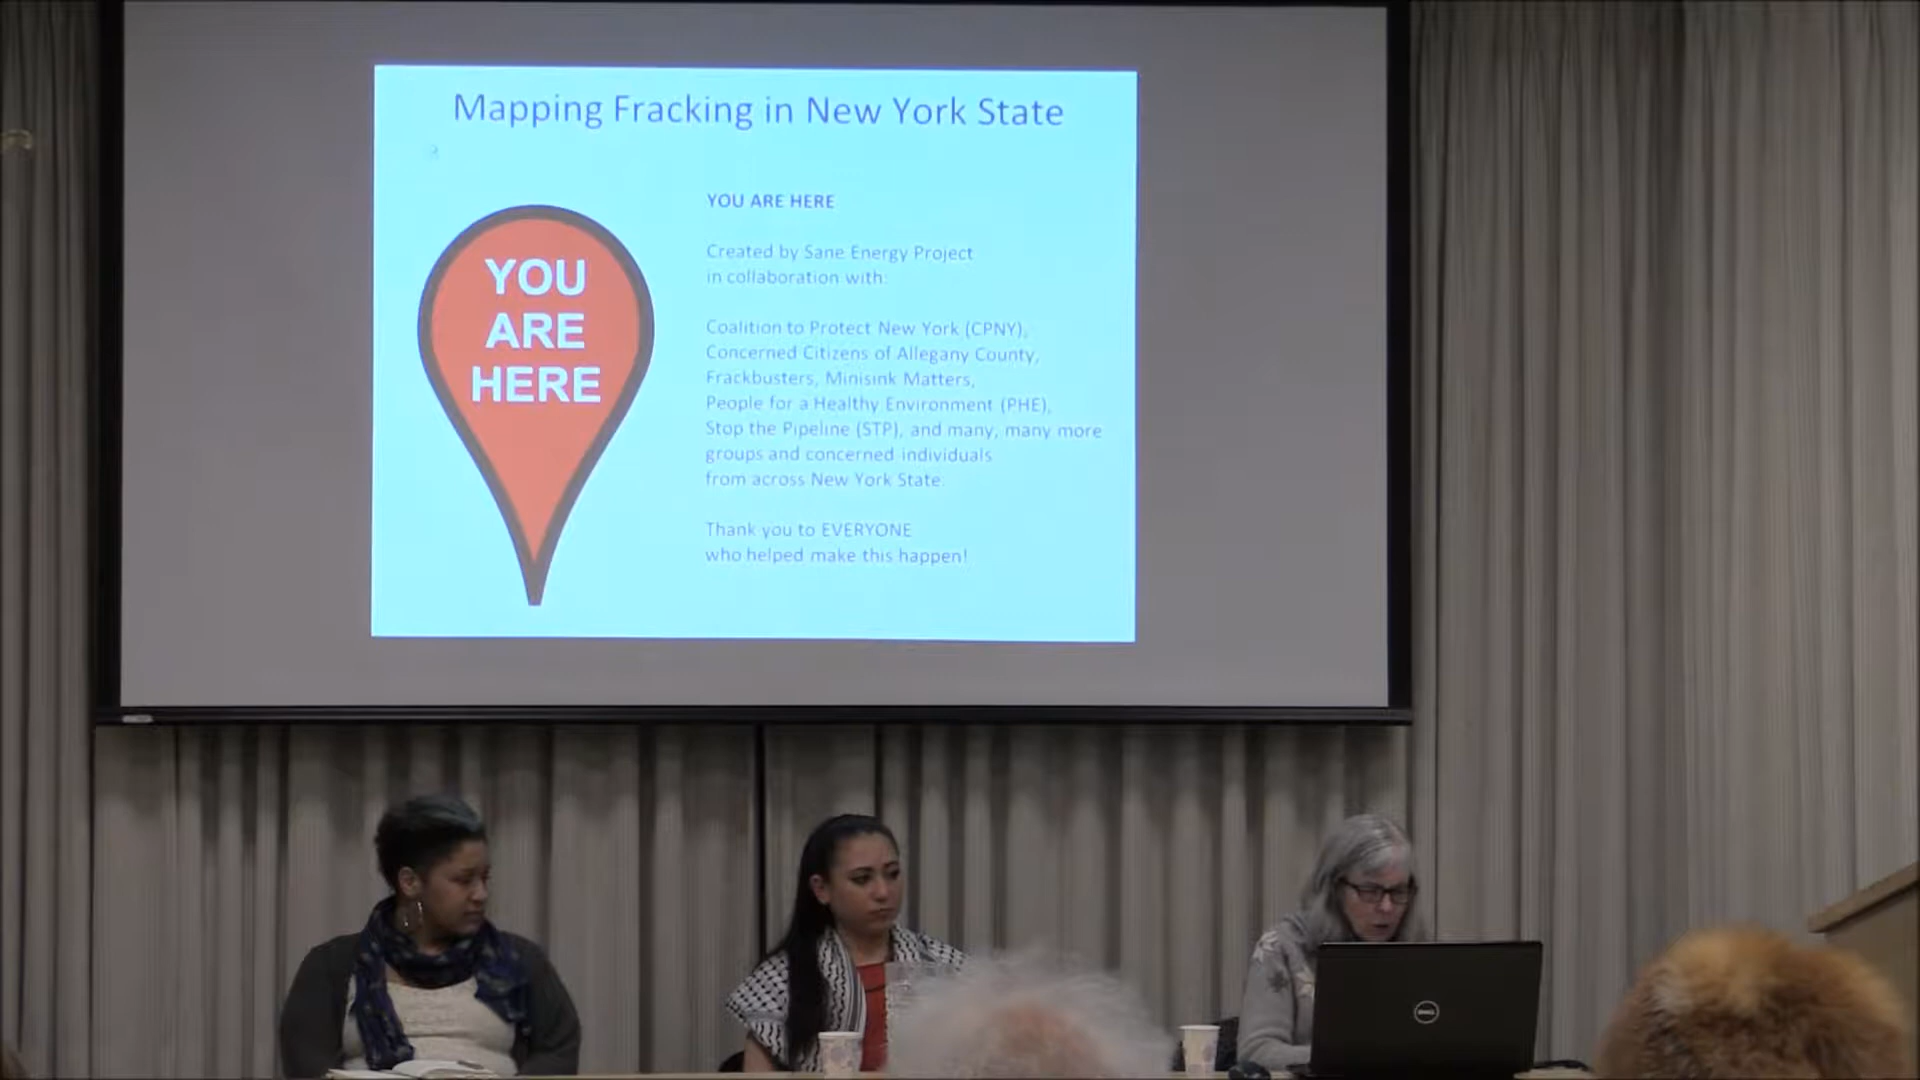 Mapping Fracking in New York State
YOU
ARE
HERE
YOU ARE HERE
Created by Sane Energy Project
in collaboration with:
Coalition to Protect New York (CPNY),
Concerned Citizens of Allegany County,
Frackbusters, Minisink Matters,
People for a Healthy Environment (PHE),
Stop the Pipeline (STP), and many, many more
groups and concerned individuals
from across New York State.
Thank you to EVERYONE
who helped make this happen!
DELL